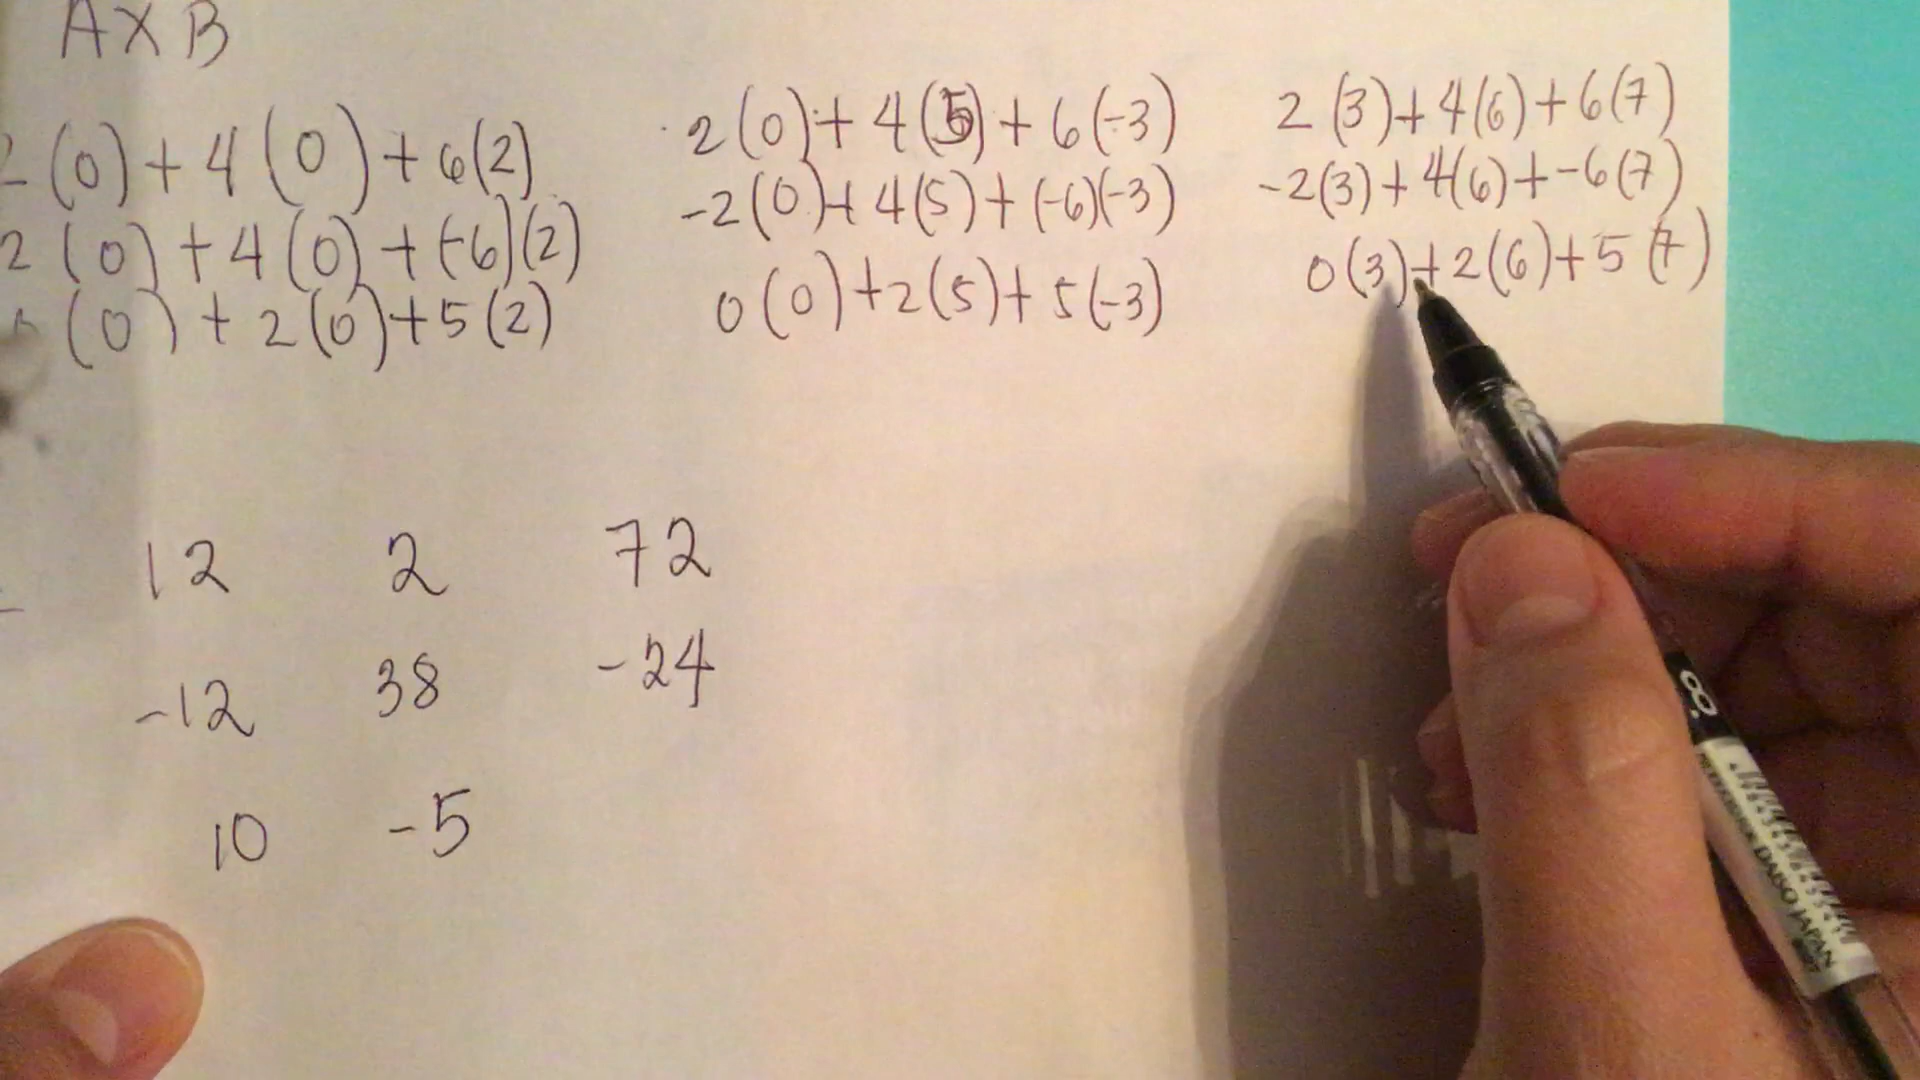 A X B
2(0) + 4(0) + 6(2) 2(0) + 4(5) + 6(-3) 2(3) + 4(6) + 6(7)
2(0) + 4(0) + (-6)(2) -2(0) + 4(5) + (-6)(-3) -2(3) + 4(6) + -6(7)
(0) + 2(0) + 5(2) 0(0) + 2(5) + 5(-3) 0(3) + 2(6) + 5(7)
12 2 72
-12 38 -24
10 -5
8.
DAISO JAPAN